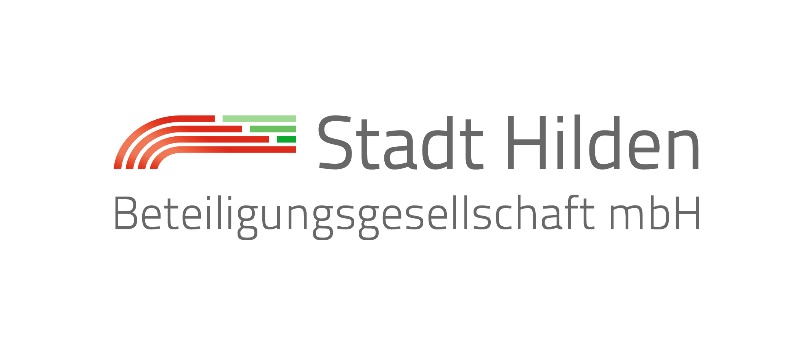 Stadt Hilden
Beteiligungsgesellschaft mbH